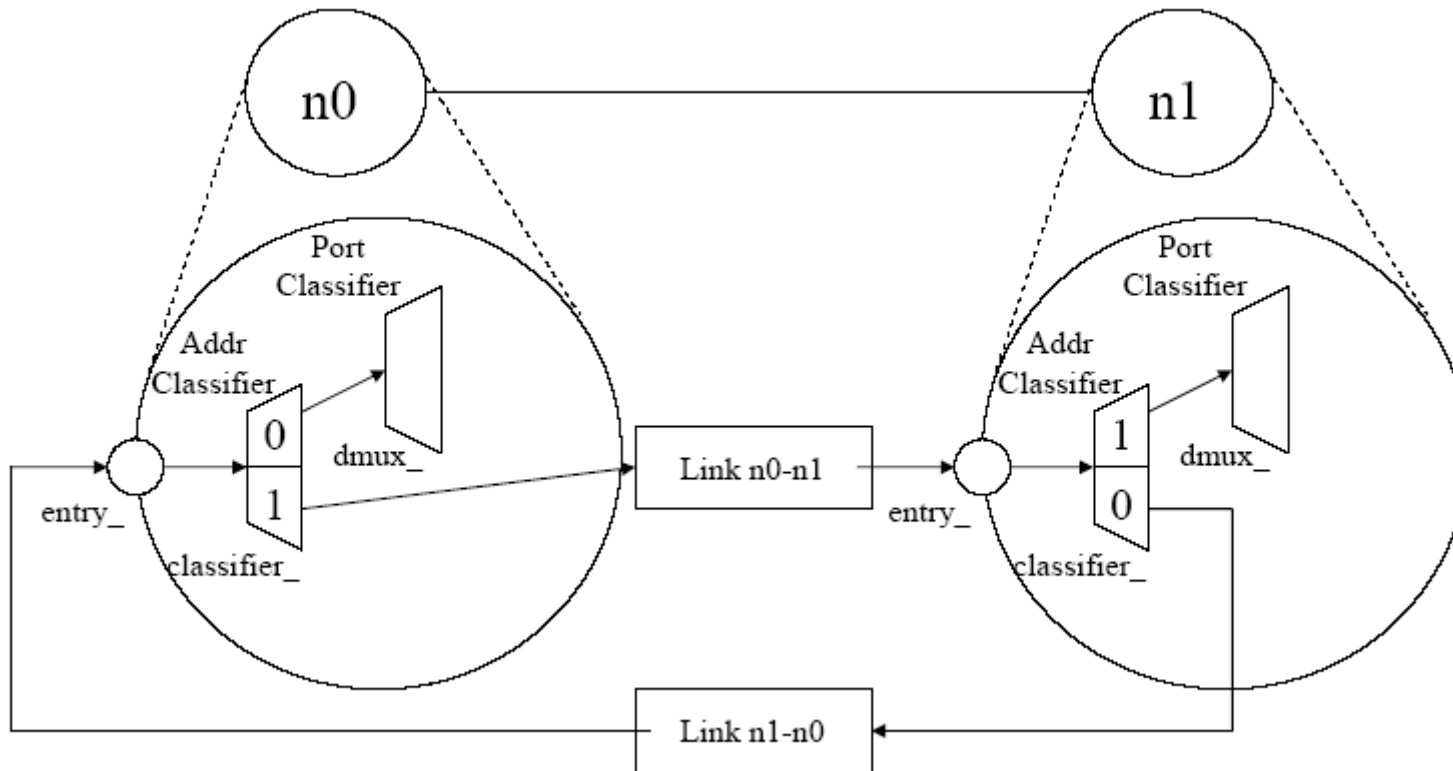 n0
n1
Port
Classifier
Addr
Classifier
0
1
dmux_
entry_
classifier_
Link n0-n1
Port
Classifier
Addr
Classifier
1
0
dmux_
entry_
classifier_
Link n1-n0